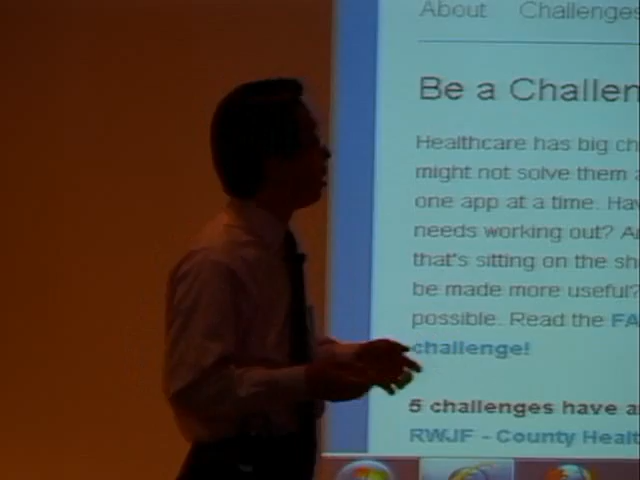 About Challenges
Be a Challen
Healthcare has big ch
might not solve them a
one app at a time. Hav
needs working out? A
that's sitting on the sh
be made more useful?
possible. Read the FA
challenge!
5 challenges have a
RWJF - County Healt